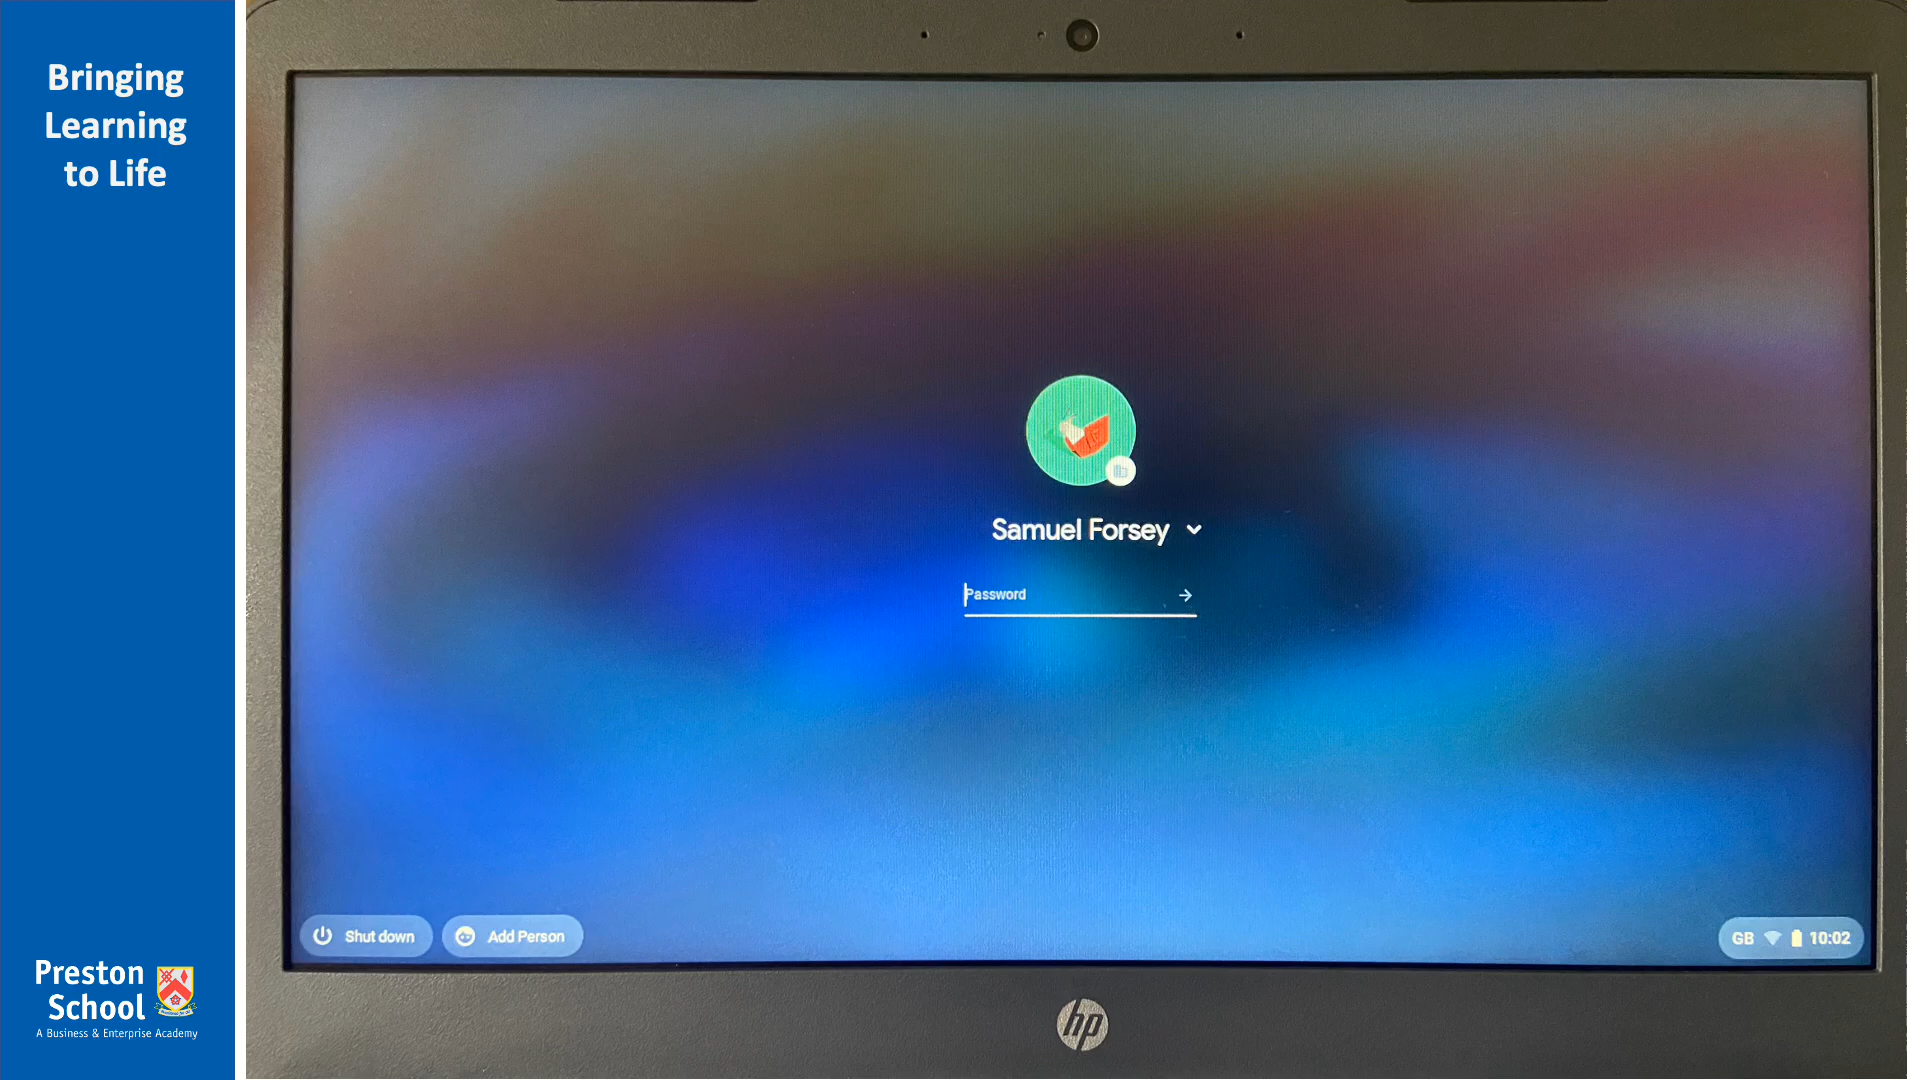 Bringing
Learning
to Life
Preston
School
A Business & Enterprise Academy
Samuel Forsey
Password
Shut down
Add Person
GB 10:02
hp